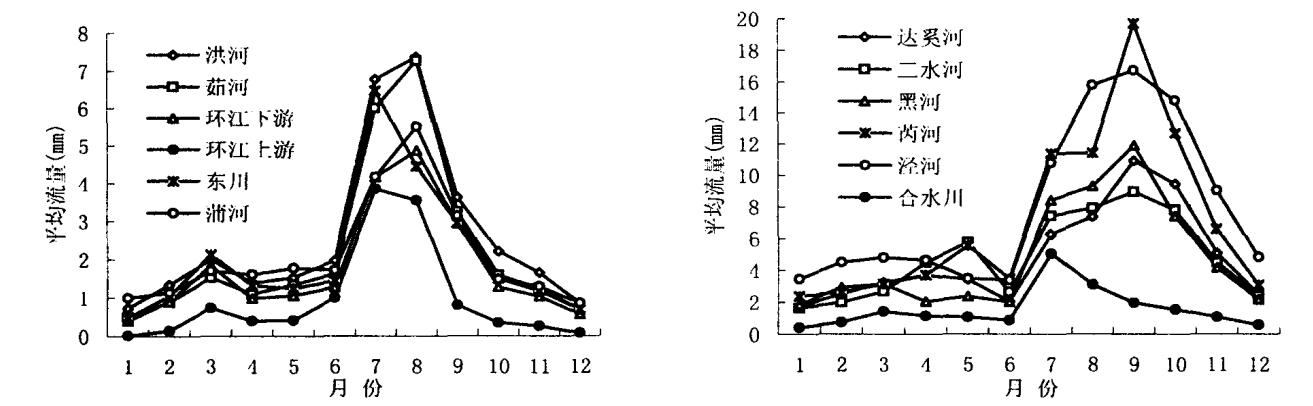 8
7
6
5
4
3
2
1
0
平均流量(mm)
洪河
茹河
环江下游
环江上游
东川
蒲河
1 2 3 4 5 6 7 8 9 10 11 12
月 份
20
18
16
14
12
10
8
6
4
2
0
平均流量(mm)
达奚河
三水河
黑河
芮河
泾河
合水川
1 2 3 4 5 6 7 8 9 10 11 12
月 份